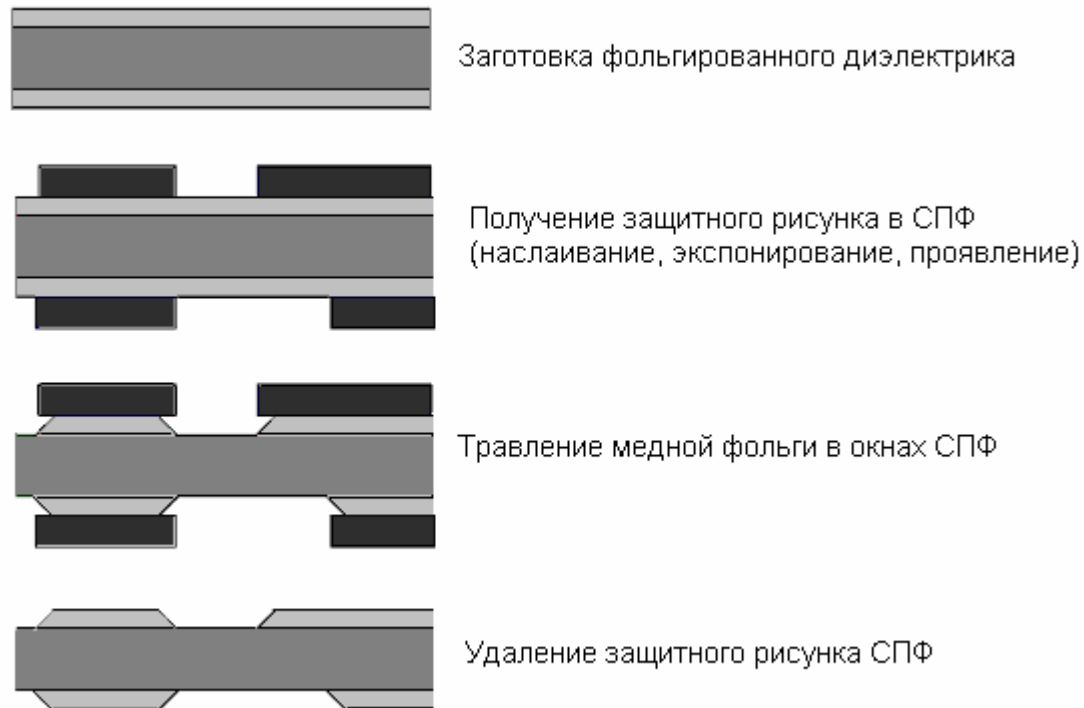 Заготовка фольгированного диэлектрика
Получение защитного рисунка в СПФ
(наслаивание, экспонирование, проявление)
Травление медной фольги в окнах СПФ
Удаление защитного рисунка СПФ